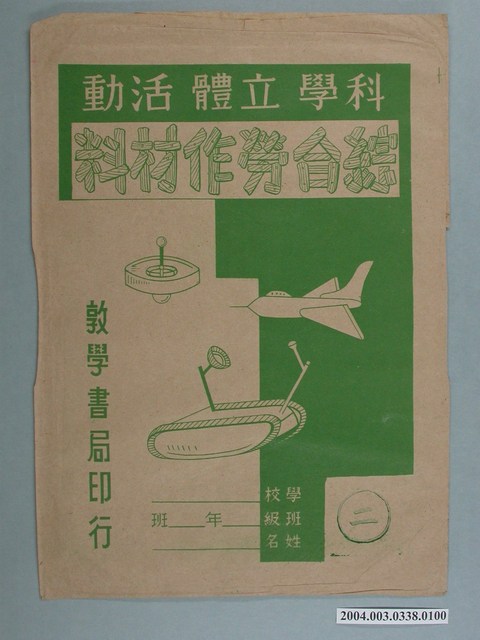 科學 立體 活動
綜合勞作材料
敦學書局印行
學校
班級 年 班
姓名
二
2004.003.0338.0100